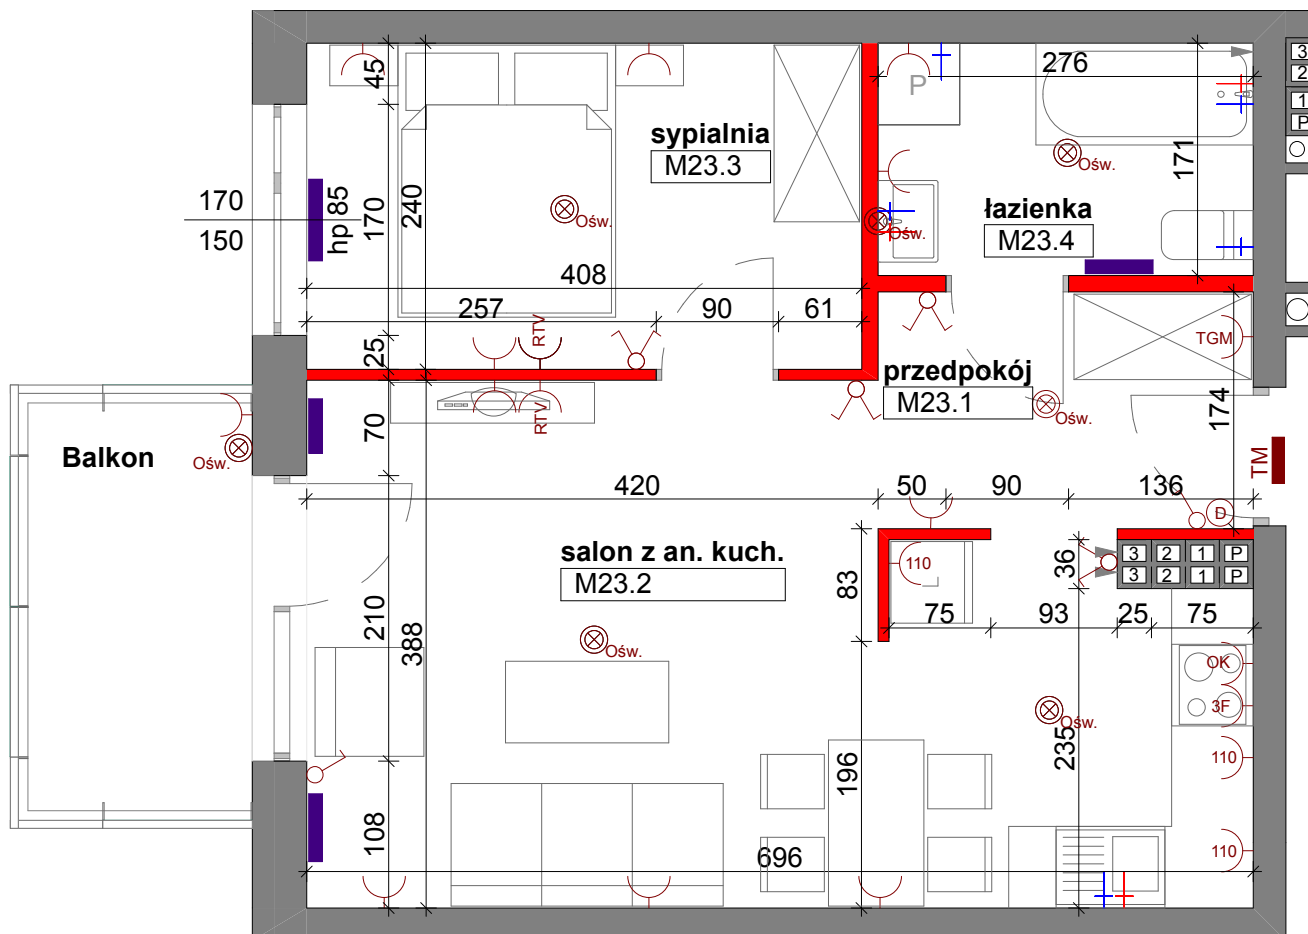 45
276
3
2
1
P
P
sypialnia
M23.3
171
Ośw.
170
150
hp 85
170
240
Ośw.
Ośw.
łazienka
M23.4
408
257
90
61
RTV
25
TGM
przedpokój
M23.1
Ośw.
174
RTV
70
Balkon
Ośw.
TM
420
50
90
136
D
salon z an. kuch.
M23.2
83
110
36
3
2
1
P
3
2
1
P
75
93
25
75
210
388
Ośw.
OK
3F
Ośw.
235
110
196
108
696
110